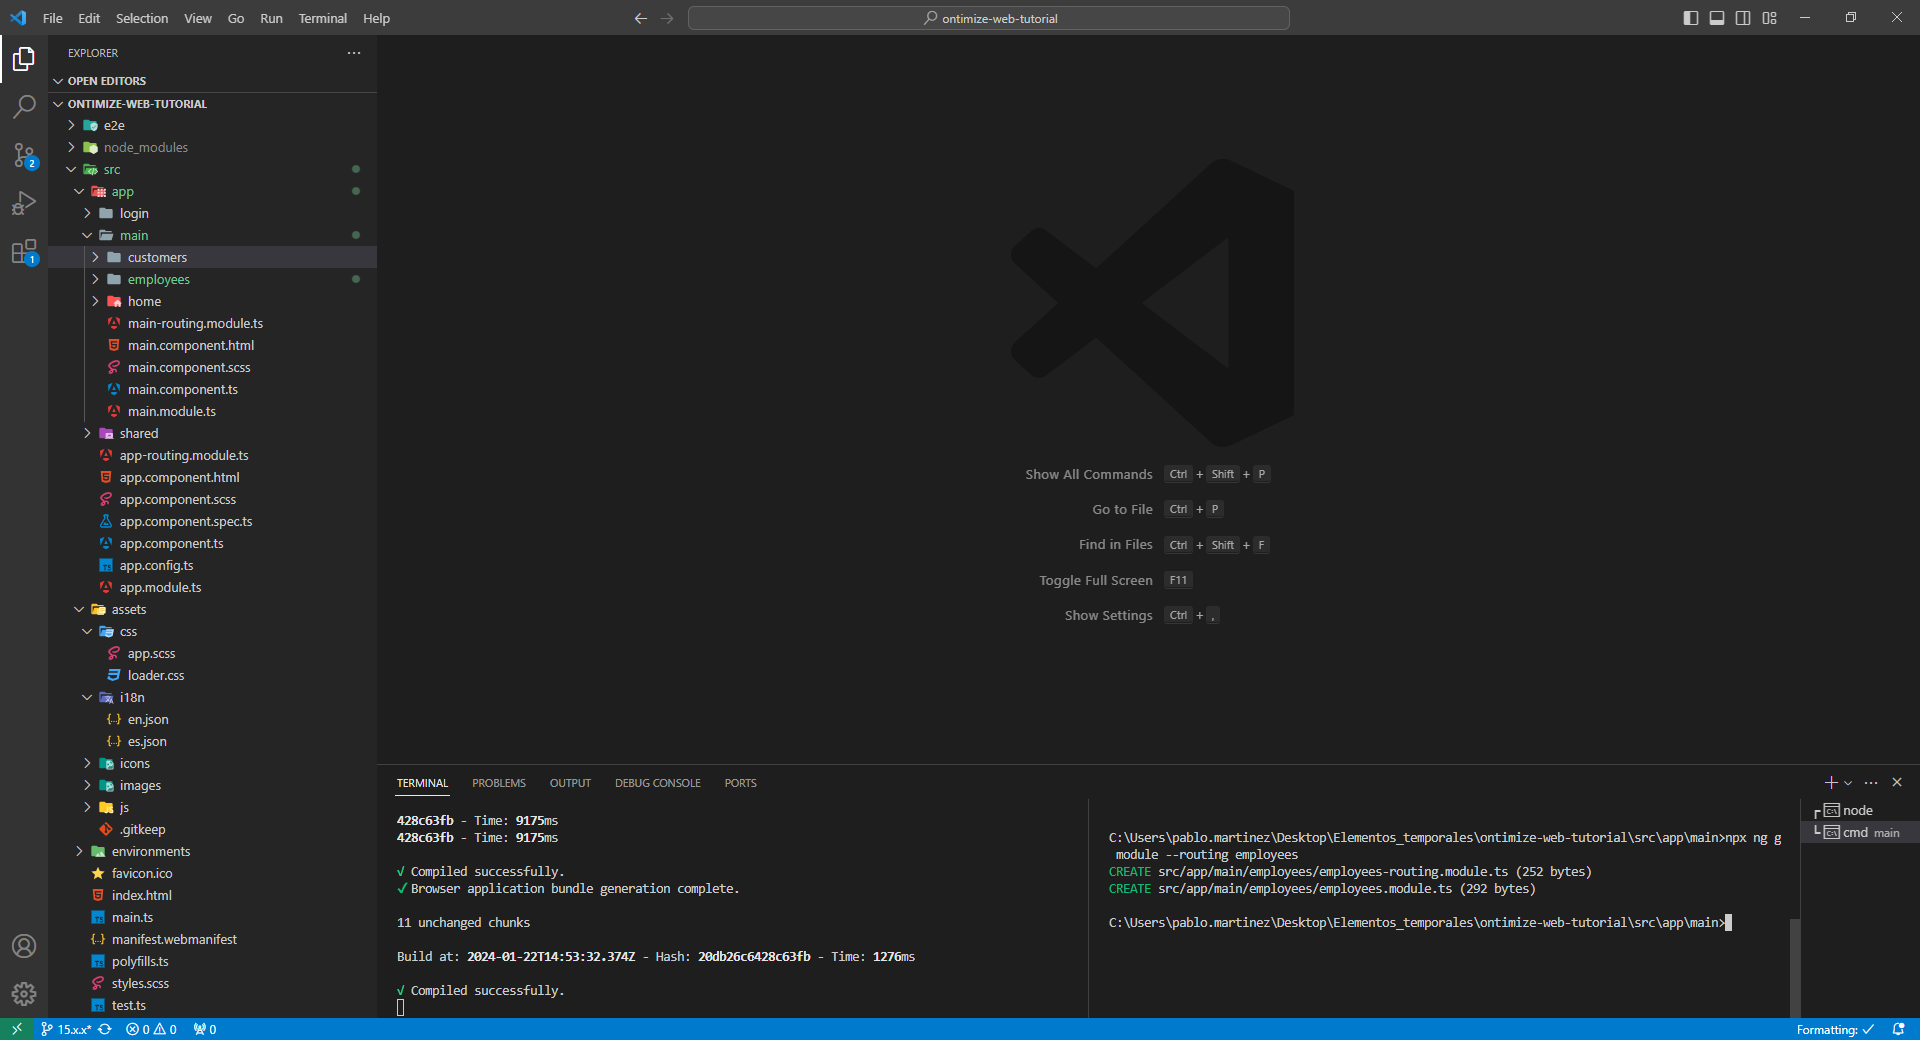 File Edit Selection View Go Run Terminal Help
ontimize-web-tutorial
EXPLORER
OPEN EDITORS
ONTIMIZE-WEB-TUTORIAL
e2e
node_modules
src
app
login
main
customers
employees
home
main-routing.module.ts
main.component.html
main.component.scss
main.component.ts
main.module.ts
shared
app-routing.module.ts
app.component.html
app.component.scss
app.component.spec.ts
app.component.ts
app.config.ts
app.module.ts
assets
css
app.scss
loader.css
i18n
en.json
es.json
icons
images
js
.gitkeep
environments
favicon.ico
index.html
main.ts
manifest.webmanifest
polyfills.ts
styles.scss
test.ts
2
1
Show All Commands Ctrl + Shift + P
Go to File Ctrl + P
Find in Files Ctrl + Shift + F
Toggle Full Screen F11
Show Settings Ctrl + ,
TERMINAL PROBLEMS OUTPUT DEBUG CONSOLE PORTS
428c63fb - Time: 9175ms
428c63fb - Time: 9175ms
√ Compiled successfully.
✓ Browser application bundle generation complete.
11 unchanged chunks
Build at: 2024-01-22T14:53:32.374Z - Hash: 20db26c6428c63fb - Time: 1276ms
√ Compiled successfully.
C:\Users\pablo.martinez\Desktop\Elementos_temporales\ontimize-web-tutorial\src\app\main>npx ng g
module --routing employees
CREATE src/app/main/employees/employees-routing.module.ts (252 bytes)
CREATE src/app/main/employees/employees.module.ts (292 bytes)
C:\Users\pablo.martinez\Desktop\Elementos_temporales\ontimize-web-tutorial\src\app\main>
node
cmd main
15.x.x* 0 0 0
Formatting: ✓